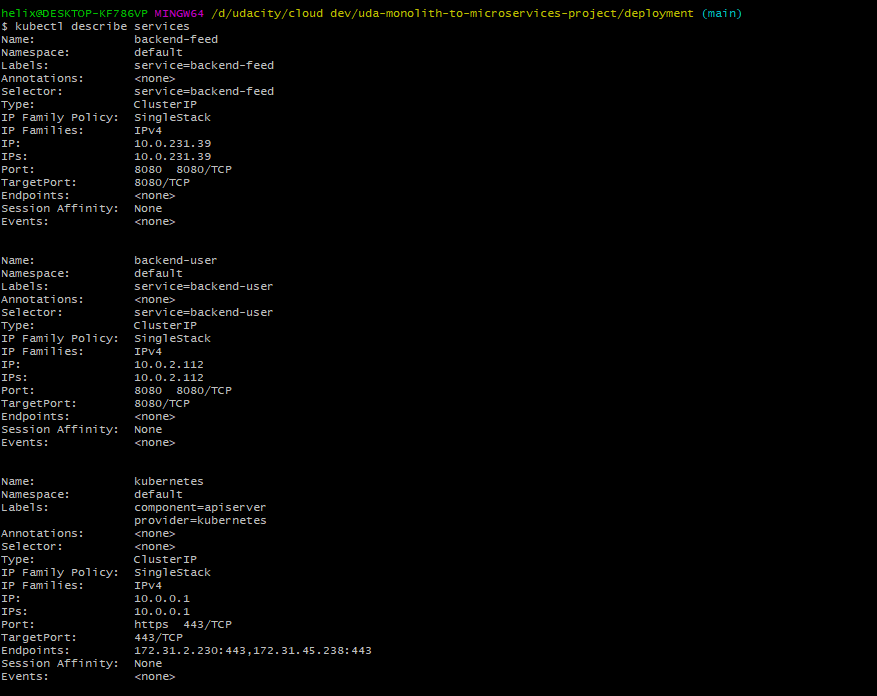 helix@DESKTOP-KF786VP MINGW64 /d/udacity/cloud dev/uda-monolith-to-microservices-project/deployment (main)
$ kubectl describe services
Name:              backend-feed
Namespace:         default
Labels:            service=backend-feed
Annotations:       <none>
Selector:          service=backend-feed
Type:              ClusterIP
IP Family Policy:  SingleStack
IP Families:       IPv4
IP:                10.0.231.39
IPs:               10.0.231.39
Port:              8080  8080/TCP
TargetPort:        8080/TCP
Endpoints:         <none>
Session Affinity:  None
Events:            <none>
Name:              backend-user
Namespace:         default
Labels:            service=backend-user
Annotations:       <none>
Selector:          service=backend-user
Type:              ClusterIP
IP Family Policy:  SingleStack
IP Families:       IPv4
IP:                10.0.2.112
IPs:               10.0.2.112
Port:              8080  8080/TCP
TargetPort:        8080/TCP
Endpoints:         <none>
Session Affinity:  None
Events:            <none>
Name:              kubernetes
Namespace:         default
Labels:            component=apiserver
                   provider=kubernetes
Annotations:       <none>
Selector:          <none>
Type:              ClusterIP
IP Family Policy:  SingleStack
IP Families:       IPv4
IP:                10.0.0.1
IPs:               10.0.0.1
Port:              https  443/TCP
TargetPort:        443/TCP
Endpoints:         172.31.2.230:443,172.31.45.238:443
Session Affinity:  None
Events:            <none>